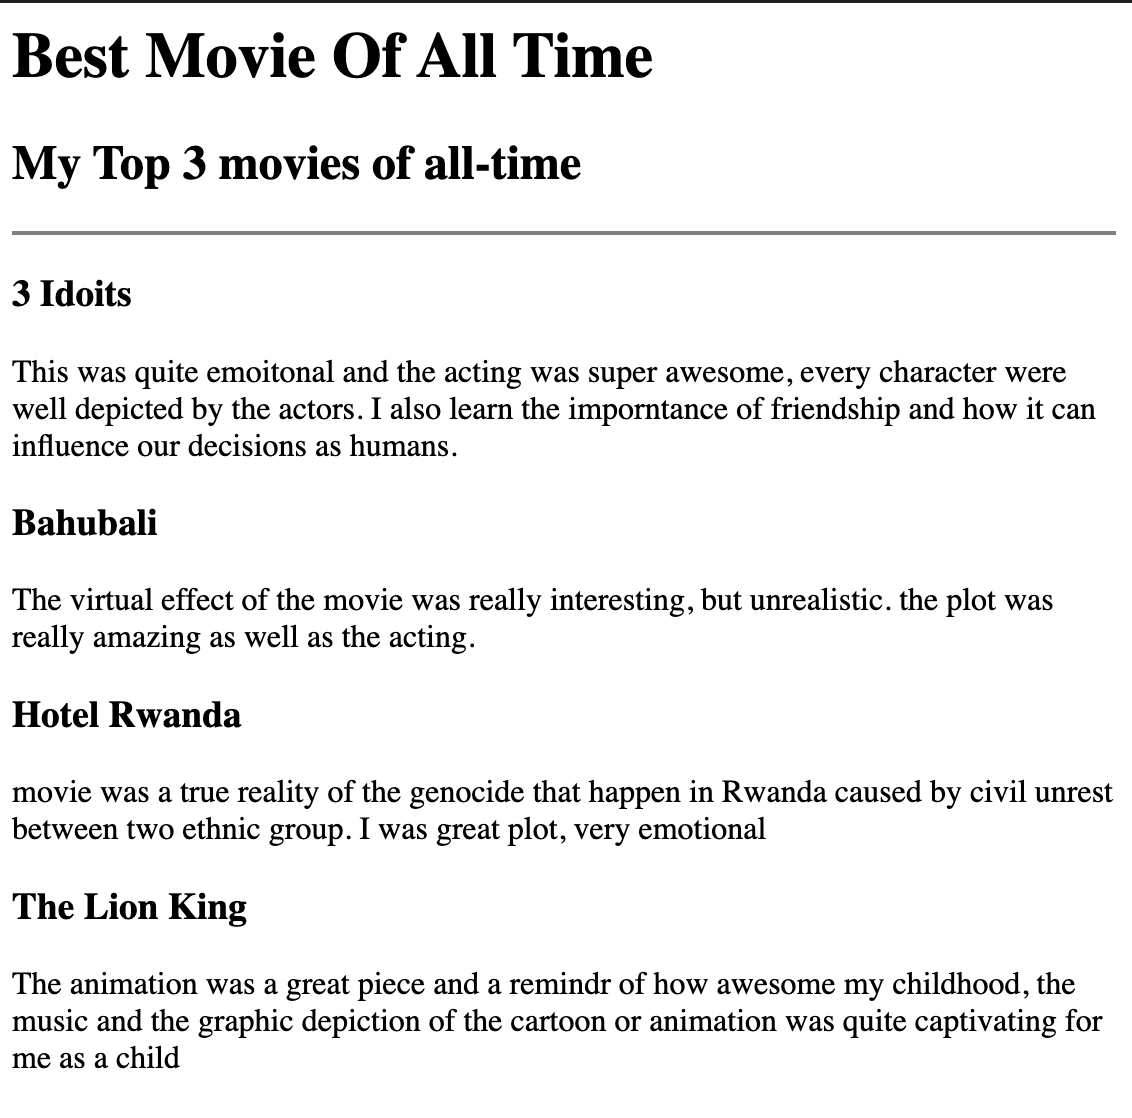 Best Movie Of All Time
My Top 3 movies of all-time
3 Idoits
This was quite emoitonal and the acting was super awesome, every character were
well depicted by the actors. I also learn the imporntance of friendship and how it can
influence our decisions as humans.
Bahubali
The virtual effect of the movie was really interesting, but unrealistic. the plot was
really amazing as well as the acting.
Hotel Rwanda
movie was a true reality of the genocide that happen in Rwanda caused by civil unrest
between two ethnic group. I was great plot, very emotional
The Lion King
The animation was a great piece and a remindr of how awesome my childhood, the
music and the graphic depiction of the cartoon or animation was quite captivating for
me as a child